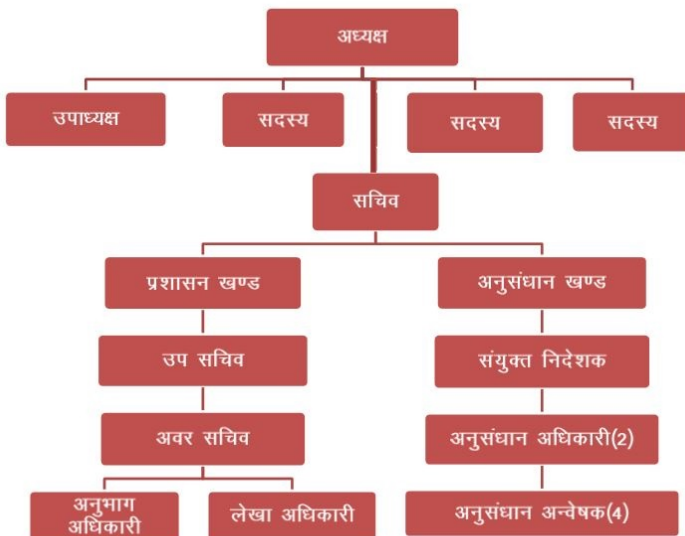 अध्यक्ष
उपाध्यक्ष
सदस्य
सदस्य
सदस्य
सचिव
प्रशासन खण्ड
अनुसंधान खण्ड
उप सचिव
संयुक्त निदेशक
अवर सचिव
अनुसंधान अधिकारी(2)
अनुभाग
अधिकारी
लेखा अधिकारी
अनुसंधान अन्वेषक(4)